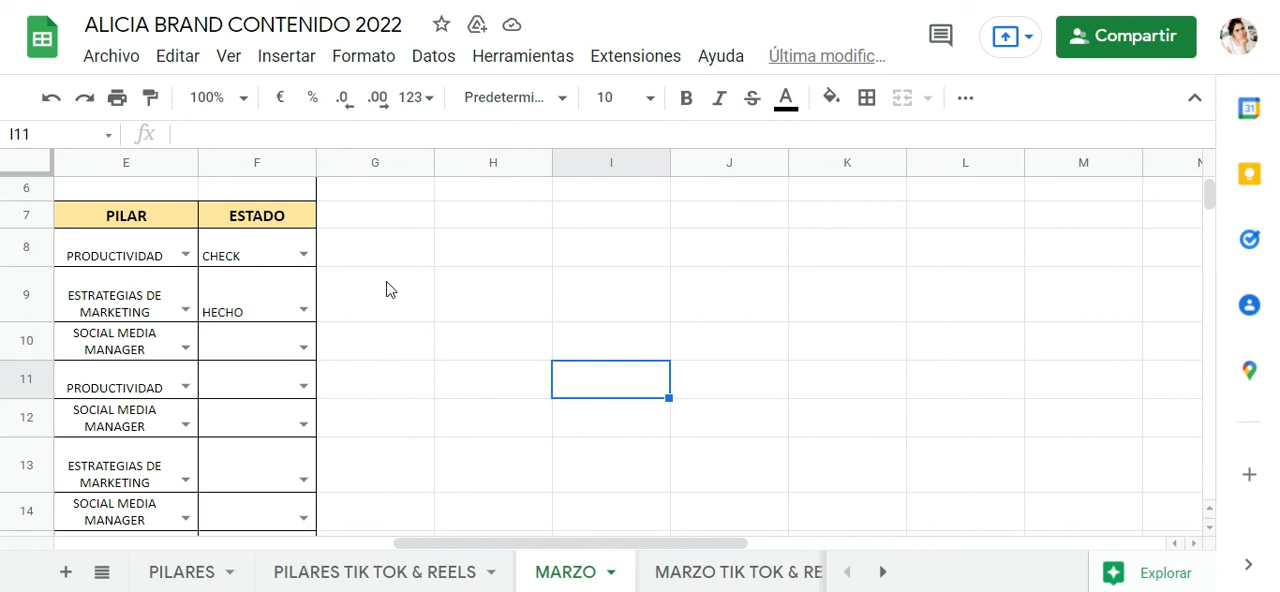 ALICIA BRAND CONTENIDO 2022
Archivo Editar Ver Insertar Formato Datos Herramientas Extensiones Ayuda Última modific...
Compartir
100% € % .0 .00 123 Predetermi... 10 B I S A
I11 fx
E F G H I J K L M N
6
7 PILAR ESTADO
8 PRODUCTIVIDAD CHECK
9 ESTRATEGIAS DE
MARKETING HECHO
10 SOCIAL MEDIA
MANAGER
11 PRODUCTIVIDAD
12 SOCIAL MEDIA
MANAGER
13 ESTRATEGIAS DE
MARKETING
14 SOCIAL MEDIA
MANAGER
PILARES PILARES TIK TOK & REELS MARZO MARZO TIK TOK & RE Explorar
31